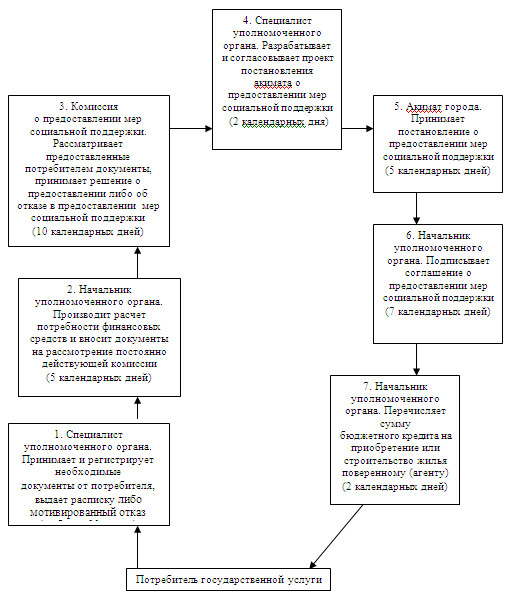 4. Специалист
уполномоченного
органа. Разрабатывает
и согласовывает проект
постановления
акимата о
предоставлении мер
социальной поддержки
(2 календарных дня)
3. Комиссия
о предоставлении мер
социальной поддержки.
Рассматривает
предоставленные
потребителем документы,
принимает решение о
предоставлении либо об
отказе в предоставлении мер
социальной поддержки
(10 календарных дней)
5. Акимат города.
Принимает
постановление о
предоставлении мер
социальной поддержки
(5 календарных дней)
6. Начальник
уполномоченного
органа. Подписывает
соглашение о
предоставлении мер
социальной поддержки
(7 календарных дней)
2. Начальник
уполномоченного органа.
Производит расчет
потребности финансовых
средств и вносит документы
на рассмотрение постоянно
действующей комиссии
(5 календарных дней)
7. Начальник
уполномоченного
органа. Перечисляет
сумму
бюджетного кредита на
приобретение или
строительство жилья
поверенному (агенту)
(2 календарных дней)
1. Специалист
уполномоченного органа.
Принимает и регистрирует
необходимые
документы от потребителя,
выдает расписку либо
мотивированный отказ
Потребитель государственной услуги